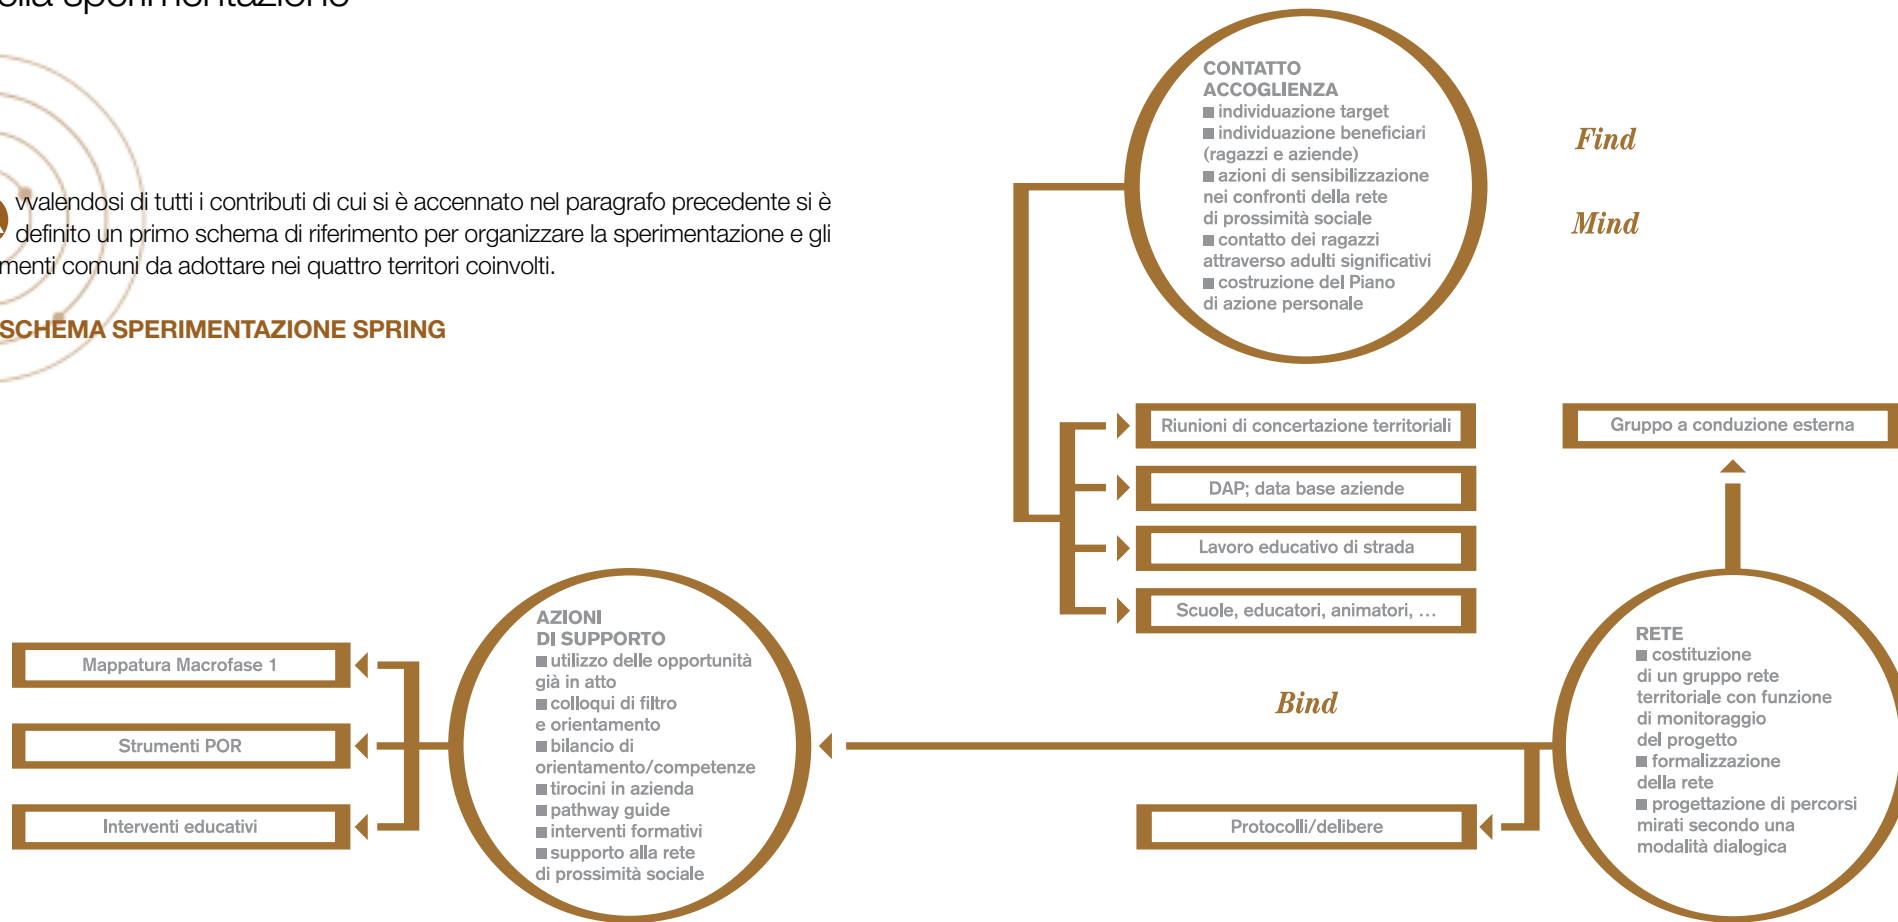 ella sperimentazione
Avvalendosi di tutti i contributi di cui si è accennato nel paragrafo precedente si è
definito un primo schema di riferimento per organizzare la sperimentazione e gli
menti comuni da adottare nei quattro territori coinvolti.
SCHEMA SPERIMENTAZIONE SPRING
CONTATTO
ACCOGLIENZA
■ individuazione target
■ individuazione beneficiari
(ragazzi e aziende)
■ azioni di sensibilizzazione
nei confronti della rete
di prossimità sociale
■ contatto dei ragazzi
attraverso adulti significativi
■ costruzione del Piano
di azione personale
Find
Mind
Riunioni di concertazione territoriali
DAP; data base aziende
Lavoro educativo di strada
Scuole, educatori, animatori, …
Gruppo a conduzione esterna
Mappatura Macrofase 1
Strumenti POR
Interventi educativi
AZIONI
DI SUPPORTO
■ utilizzo delle opportunità
già in atto
■ colloqui di filtro
e orientamento
■ bilancio di
orientamento/competenze
■ tirocini in azienda
■ pathway guide
■ interventi formativi
■ supporto alla rete
di prossimità sociale
Bind
Protocolli/delibere
RETE
■ costituzione
di un gruppo rete
territoriale con funzione
di monitoraggio
del progetto
■ formalizzazione
della rete
■ progettazione di percorsi
mirati secondo una
modalità dialogica